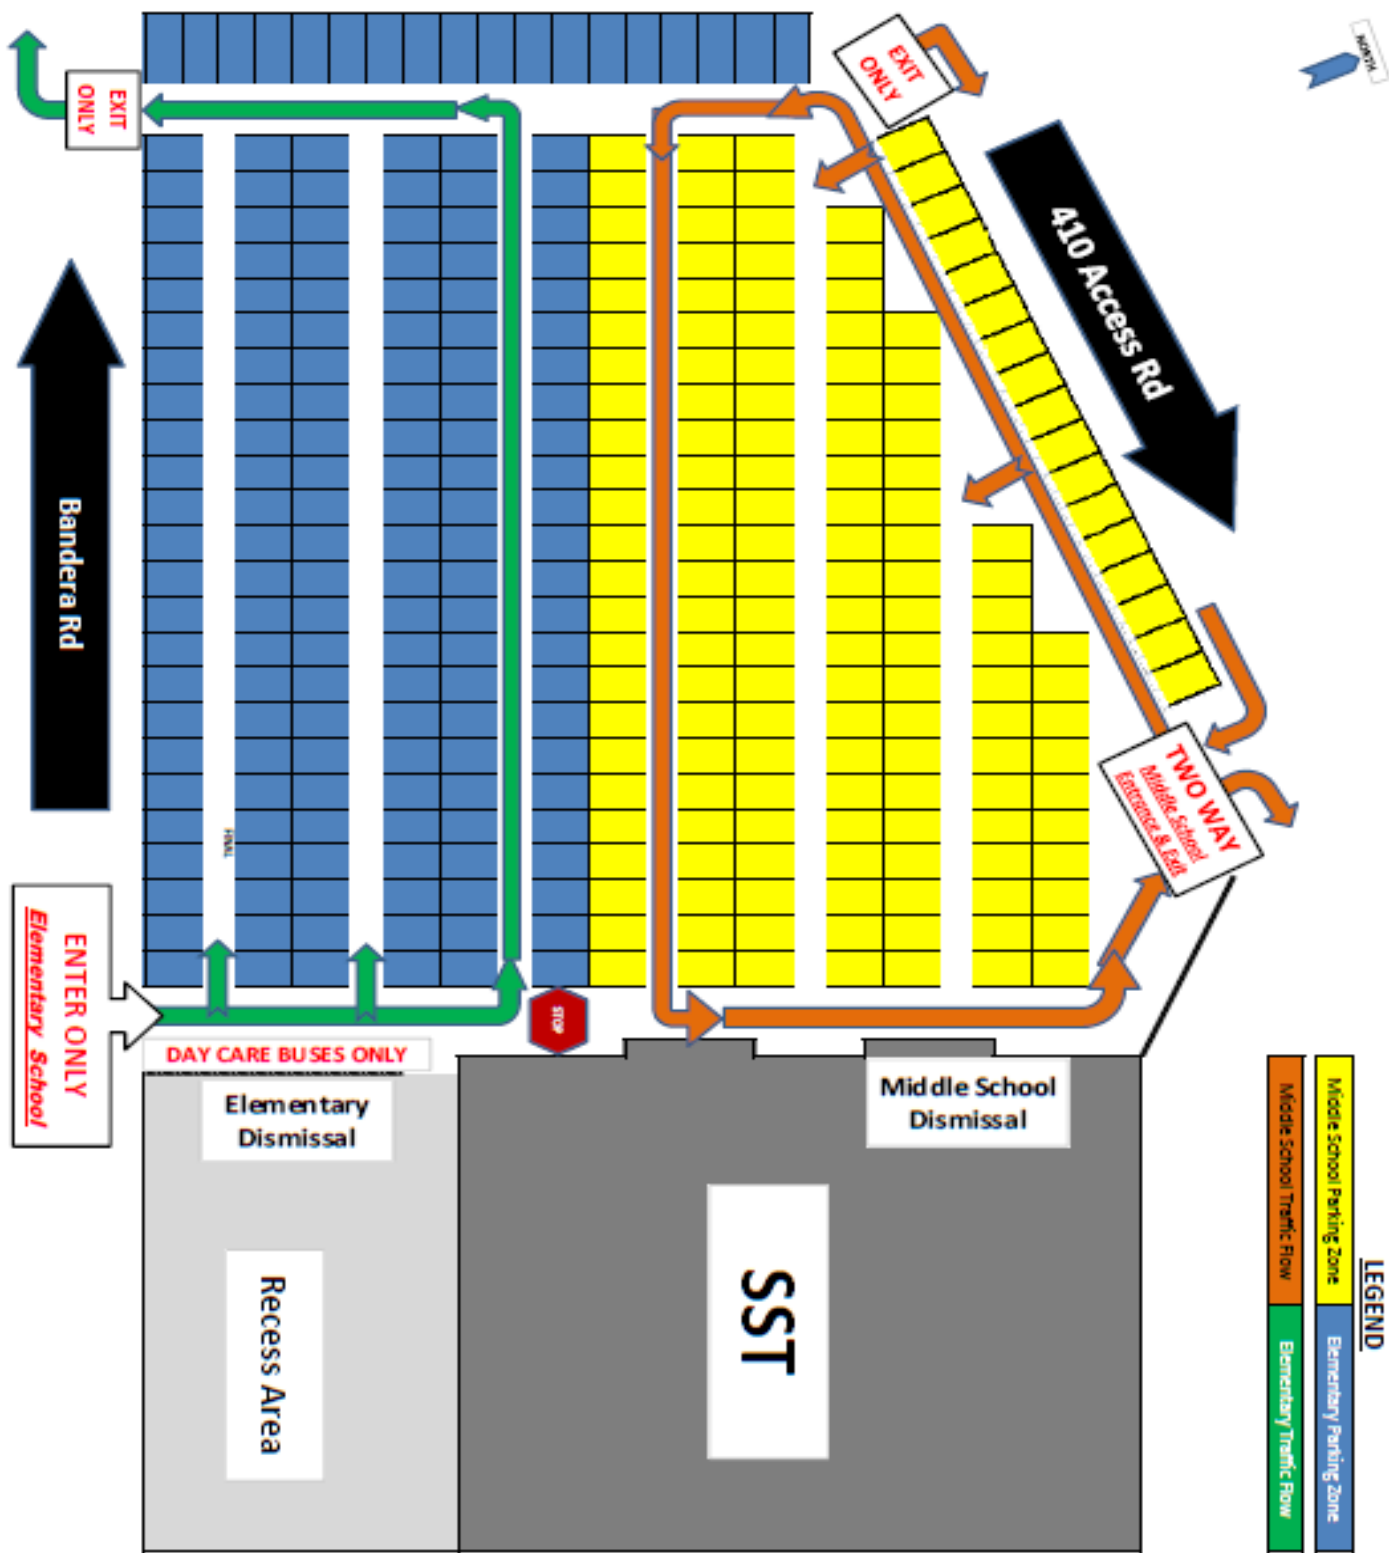 NORTH
EXIT
ONLY
EXIT
ONLY
410 Access Rd
Bandera Rd
TWO WAY
Middle School
Entrance & Exit
FINAL
ENTER ONLY
Elementary School
STOP
DAY CARE BUSES ONLY
Elementary
Dismissal
Middle School
Dismissal
SST
Recess Area
LEGEND
Middle School Parking Zone
Elementary Parking Zone
Middle School Traffic Flow
Elementary Traffic Flow